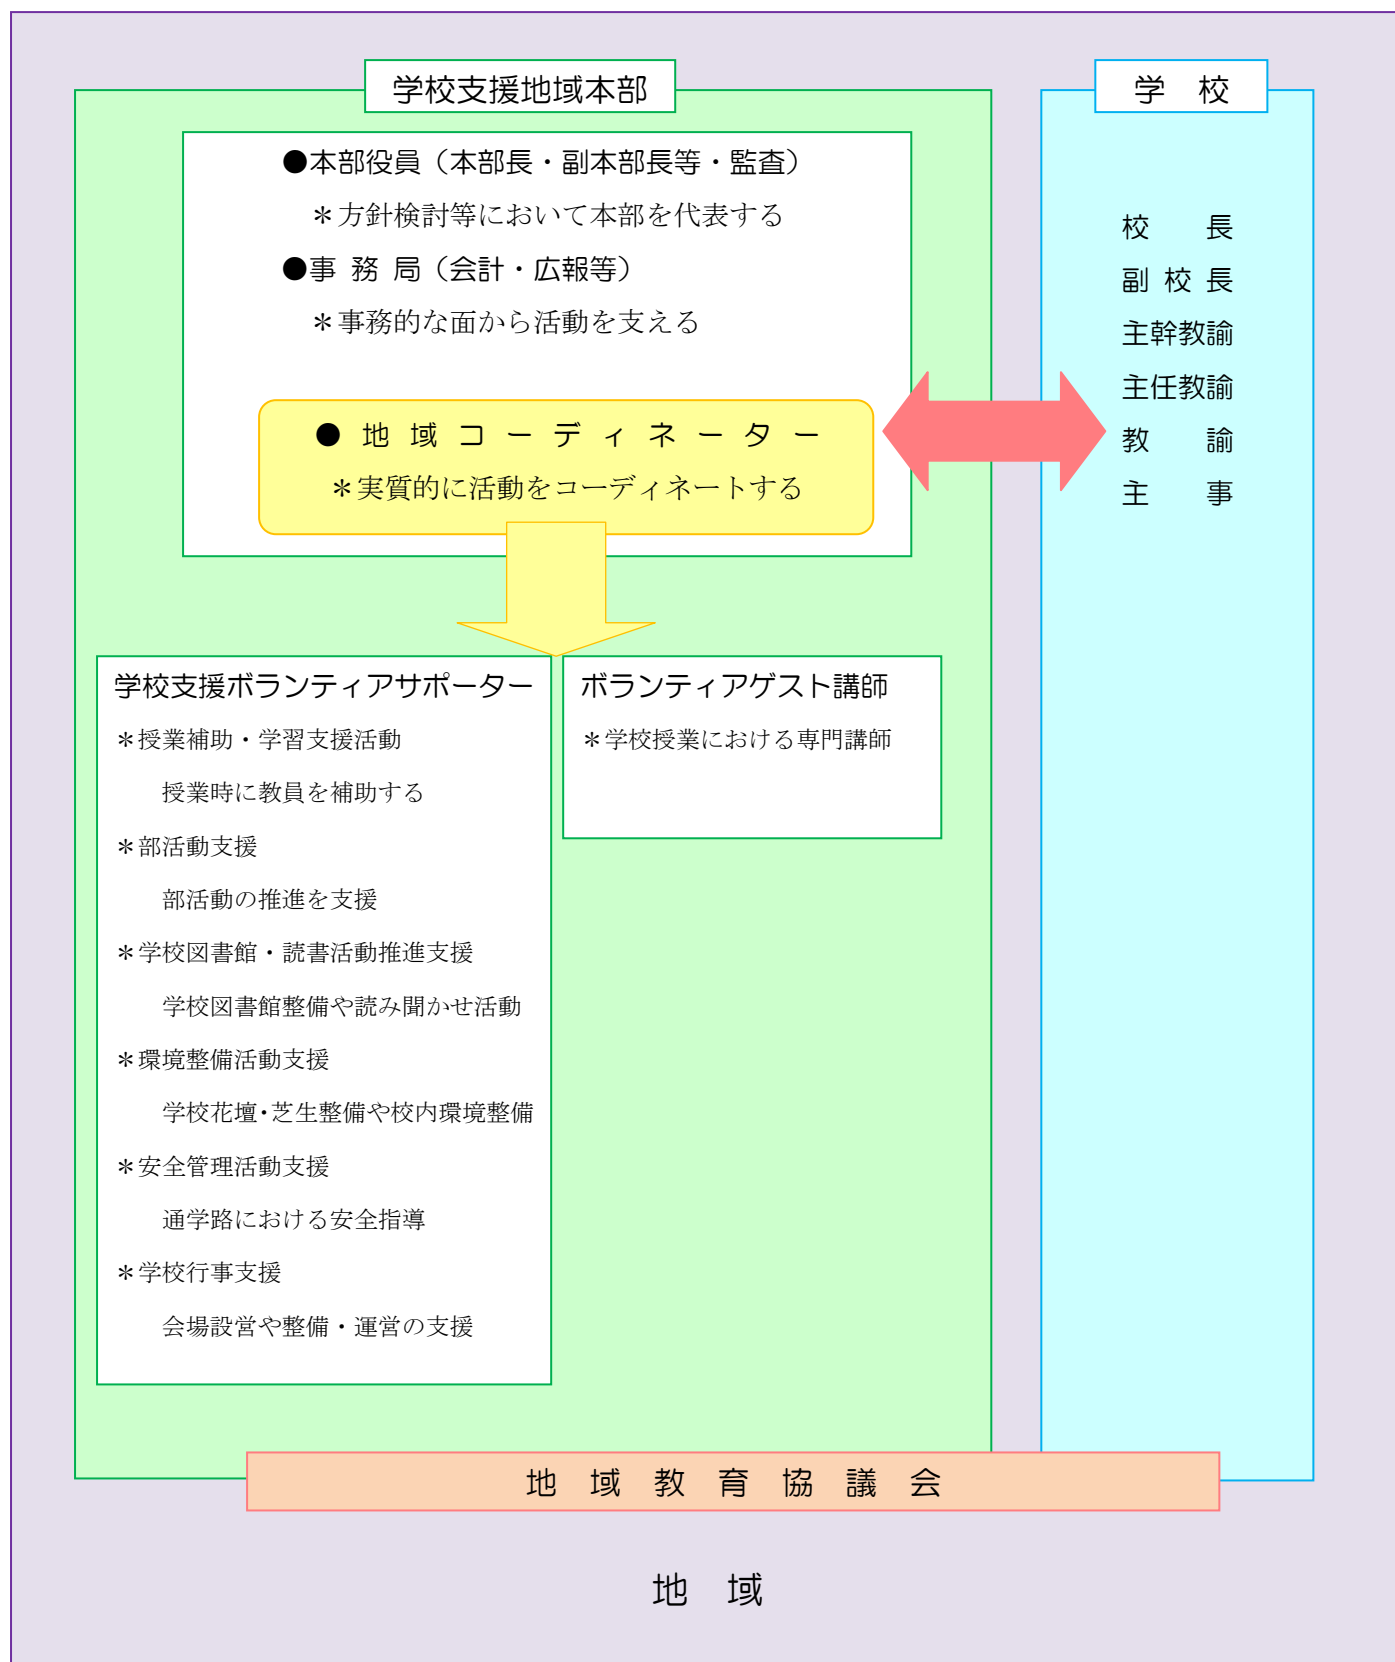 学校支援地域本部
●本部役員（本部長・副本部長等・監査）
＊方針検討等において本部を代表する
●事 務 局（会計・広報等）
＊事務的な面から活動を支える
● 地 域 コ ー デ ィ ネ ー タ ー
＊実質的に活動をコーディネートする
学校支援ボランティアサポーター
＊授業補助・学習支援活動
授業時に教員を補助する
＊部活動支援
部活動の推進を支援
＊学校図書館・読書活動推進支援
学校図書館整備や読み聞かせ活動
＊環境整備活動支援
学校花壇・芝生整備や校内環境整備
＊安全管理活動支援
通学路における安全指導
＊学校行事支援
会場設営や整備・運営の支援
ボランティアゲスト講師
＊学校授業における専門講師
学 校
校 長
副 校 長
主幹教諭
主任教諭
教 諭
主 事
地 域 教 育 協 議 会
地 域